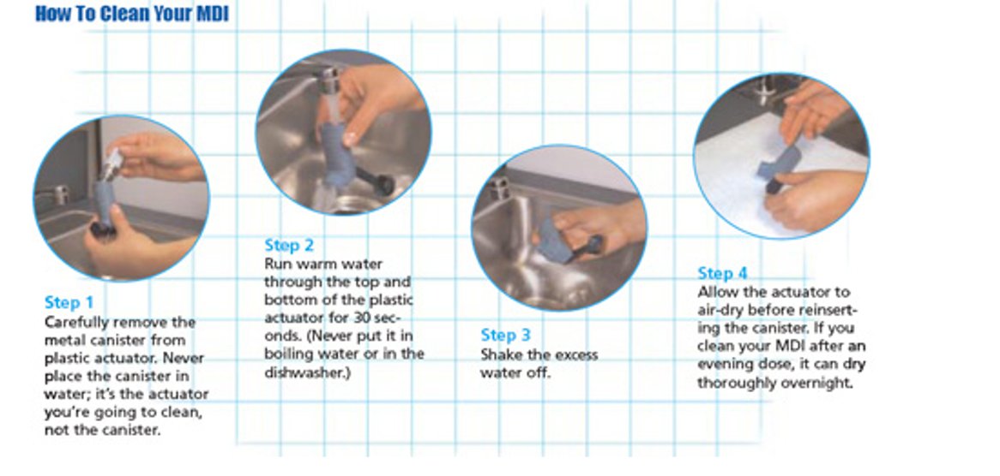 How To Clean Your MDI
Step 1
Carefully remove the
metal canister from
plastic actuator. Never
place the canister in
water; it's the actuator
you're going to clean,
not the canister.
Step 2
Run warm water
through the top and
bottom of the plastic
actuator for 30 sec-
onds. (Never put it in
boiling water or in the
dishwasher.)
Step 3
Shake the excess
water off.
Step 4
Allow the actuator to
air-dry before reinsert-
ing the canister. If you
clean your MDI after an
evening dose, it can dry
thoroughly overnight.